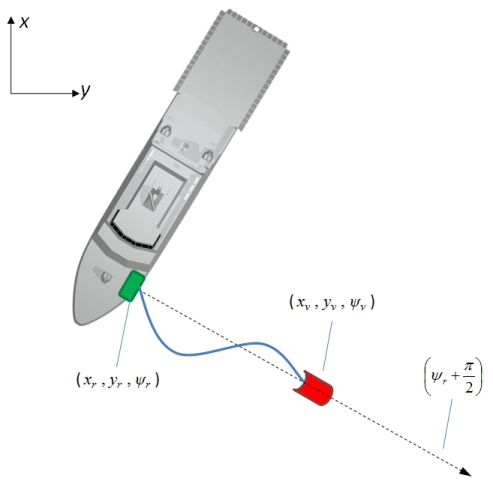 x
y
(x_v , y_v , ψ_v)
(x_r , y_r , ψ_r)
(ψ_r + π/2)